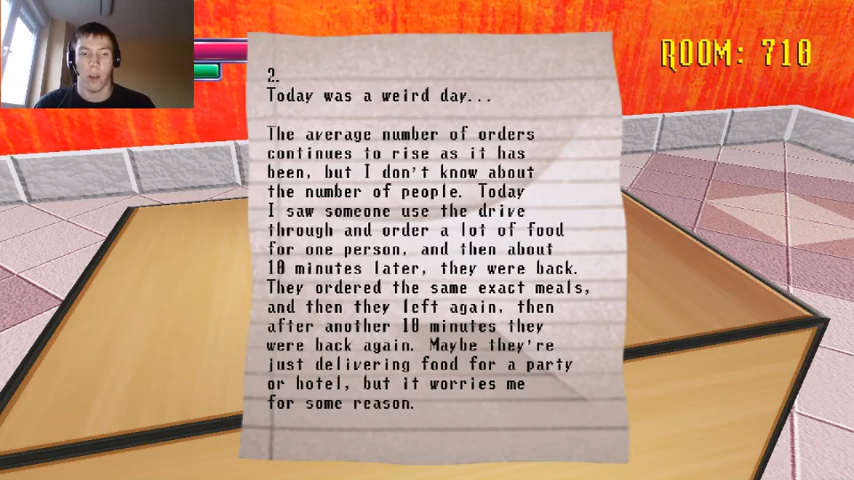 ROOM: 710
2.
Today was a weird day...
The average number of orders
continues to rise as it has
been, but I don't know about
the number of people. Today
I saw someone use the drive
through and order a lot of food
for one person, and then about
10 minutes later, they were back.
They ordered the same exact meals,
and then they left again, then
after another 10 minutes they
were back again. Maybe they're
just delivering food for a party
or hotel, but it worries me
for some reason.